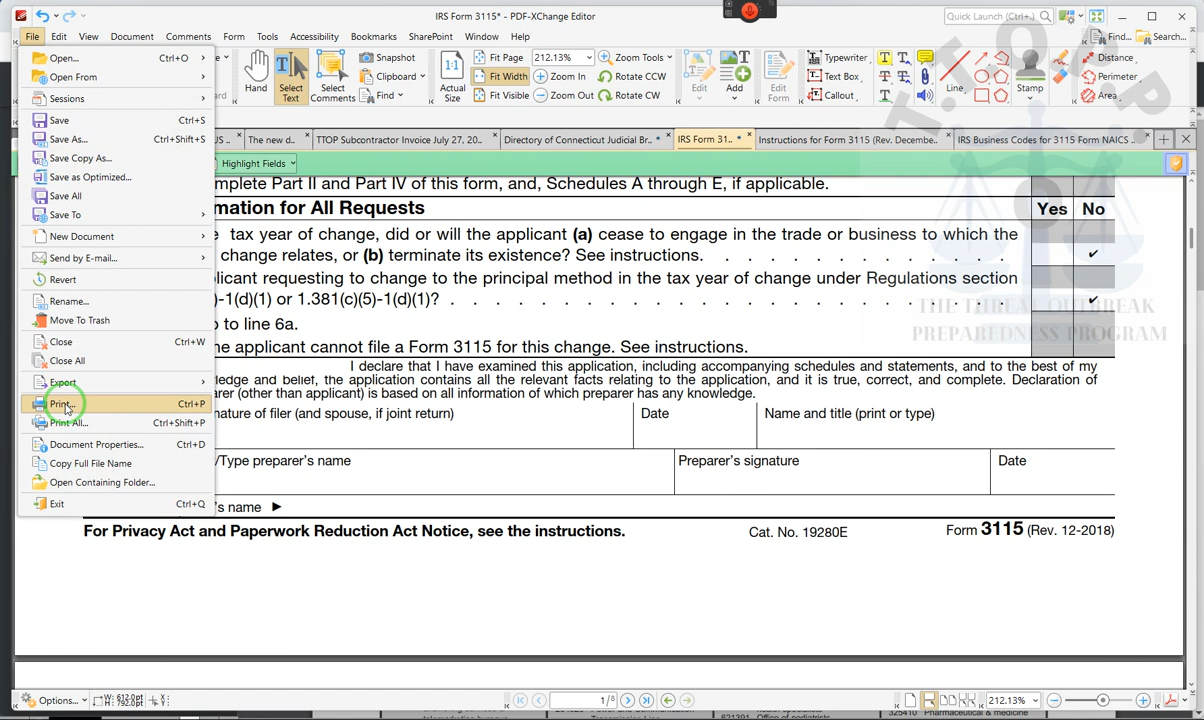 IRS Form 3115* - PDF-XChange Editor
Quick Launch (Ctrl+.)
File Edit View Document Comments Form Tools Accessibility Bookmarks SharePoint Window Help
Find... Search...
Open... Ctrl+O
Open From
Sessions
Save Ctrl+S
Save As... Ctrl+Shift+S
Save Copy As...
Save as Optimized...
Save All
Save To
New Document
Send by E-mail...
Revert
Rename...
Move To Trash
Close Ctrl+W
Close All
Export
Print... Ctrl+P
Print All... Ctrl+Shift+P
Document Properties... Ctrl+D
Copy Full File Name
Open Containing Folder...
Exit Ctrl+Q
Hand
Select Text
Select Comments
Snapshot
Clipboard
Find
Actual Size
Fit Page
Fit Width
Fit Visible
212.13%
Zoom In
Zoom Out
Zoom Tools
Rotate CCW
Rotate CW
Edit
Add
Edit Form
Typewriter
Text Box
Callout
Line
Stamp
Distance
Perimeter
Area
The new d...
TTOP Subcontractor Invoice July 27, 20...
Directory of Connecticut Judicial Br... *
IRS Form 31... *
Instructions for Form 3115 (Rev. Decembe...
IRS Business Codes for 3115 Form NAICS ...
Highlight Fields
T.T.O.P.P
mplete Part II and Part IV of this form, and, Schedules A through E, if applicable.
mation for All Requests Yes No
tax year of change, did or will the applicant (a) cease to engage in the trade or business to which the
change relates, or (b) terminate its existence? See instructions. . . . . . . . . . . . . ✔
licant requesting to change to the principal method in the tax year of change under Regulations section
)-1(d)(1) or 1.381(c)(5)-1(d)(1)? . . . . . . . . . . . . . . . . . . . . . ✔
THE THREAT OUTBREAK
PREPAREDNESS PROGRAM
o to line 6a.
ne applicant cannot file a Form 3115 for this change. See instructions.
I declare that I have examined this application, including accompanying schedules and statements, and to the best of my
ledge and belief, the application contains all the relevant facts relating to the application, and it is true, correct, and complete. Declaration of
arer (other than applicant) is based on all information of which preparer has any knowledge.
nature of filer (and spouse, if joint return) Date Name and title (print or type)
/Type preparer's name Preparer's signature Date
's name ▶
For Privacy Act and Paperwork Reduction Act Notice, see the instructions. Cat. No. 19280E Form 3115 (Rev. 12-2018)
Options... W: 612.0pt H: 792.0pt X: Y: 1/8 212.13%